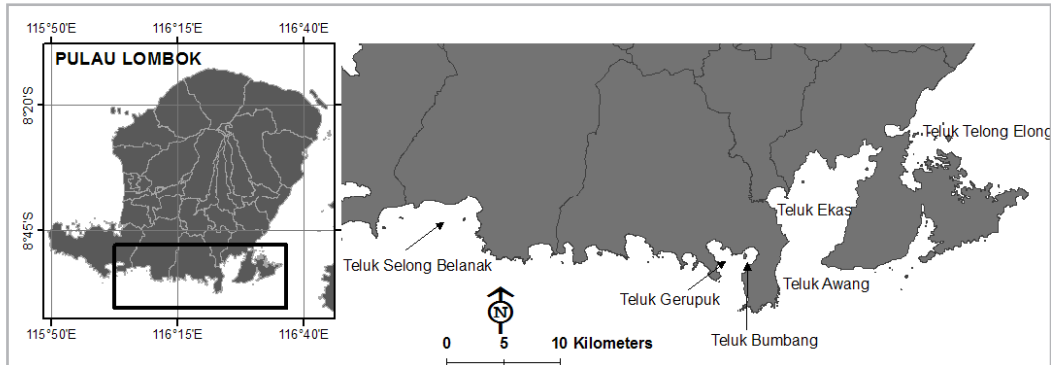 115°50'E 116°15'E 116°40'E
PULAU LOMBOK
8°20'S
8°45'S
115°50'E 116°15'E 116°40'E
Teluk Telong Elong
Teluk Ekas
Teluk Selong Belanak
Teluk Awang
Teluk Gerupuk
Teluk Bumbang
N
0 5 10 Kilometers